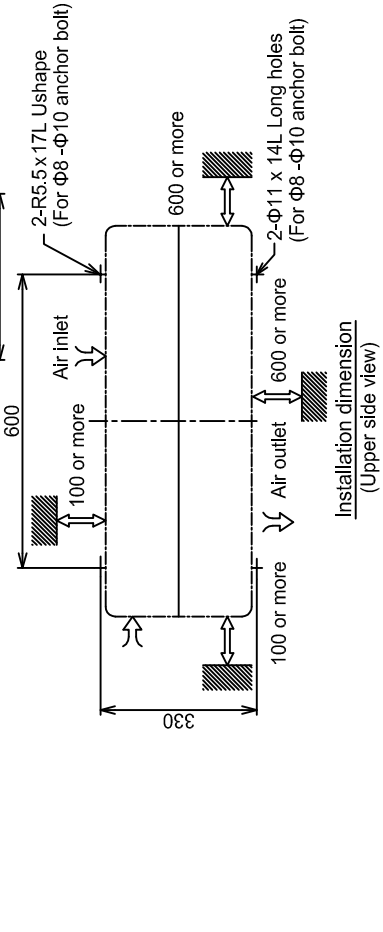 2-R5.5x17L Ushape
(For Φ8 -Φ10 anchor bolt)
600
Air inlet
100 or more
600 or more
2-Φ11 x 14L Long holes
(For Φ8 -Φ10 anchor bolt)
600 or more
Air outlet
100 or more
330
Installation dimension
(Upper side view)